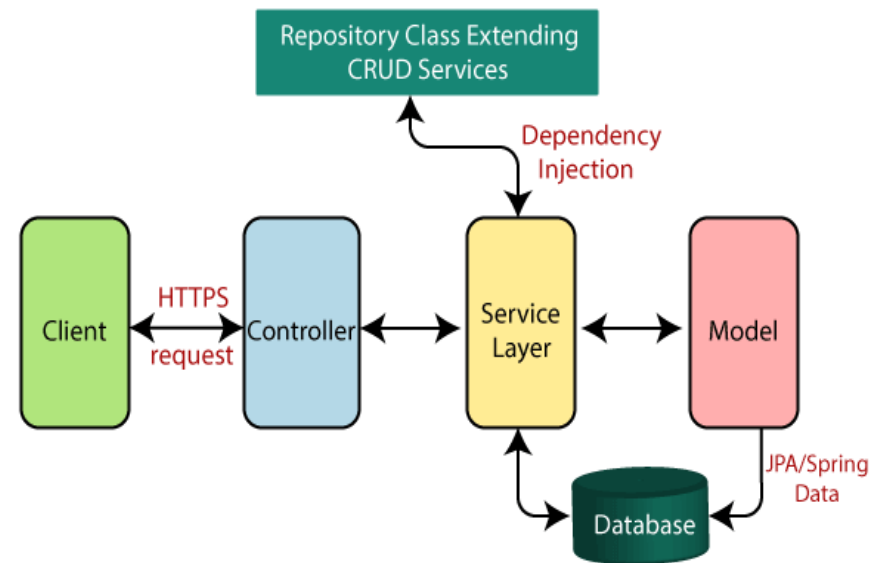 Repository Class Extending
CRUD Services
Dependency
Injection
HTTPS
request
Client
Controller
Service
Layer
Model
JPA/Spring
Data
Database